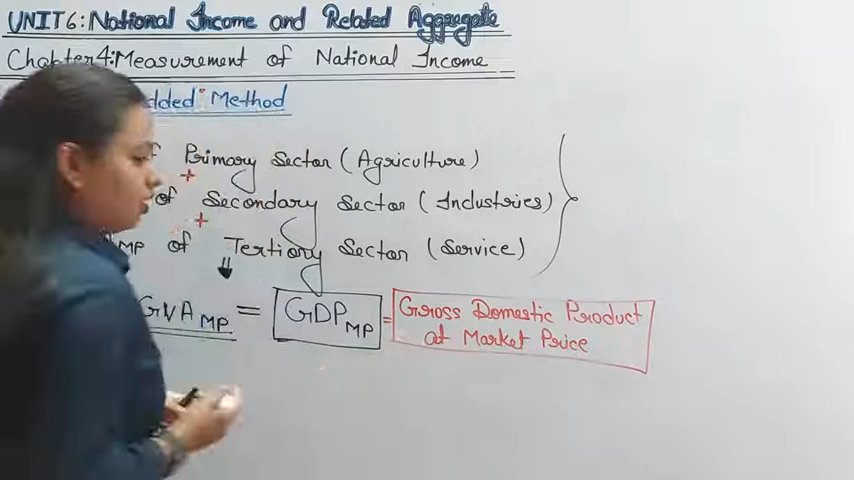 UNIT6: National Income and Related Aggregate
Chapter4: Measurement of National Income
dded" Method
of Primary Sector (Agriculture)
+
of Secondary Sector (Industries)
+
MP of Tertiary Sector (Service)
GVA MP = GDP MP = Gross Domestic Product
at Market Price